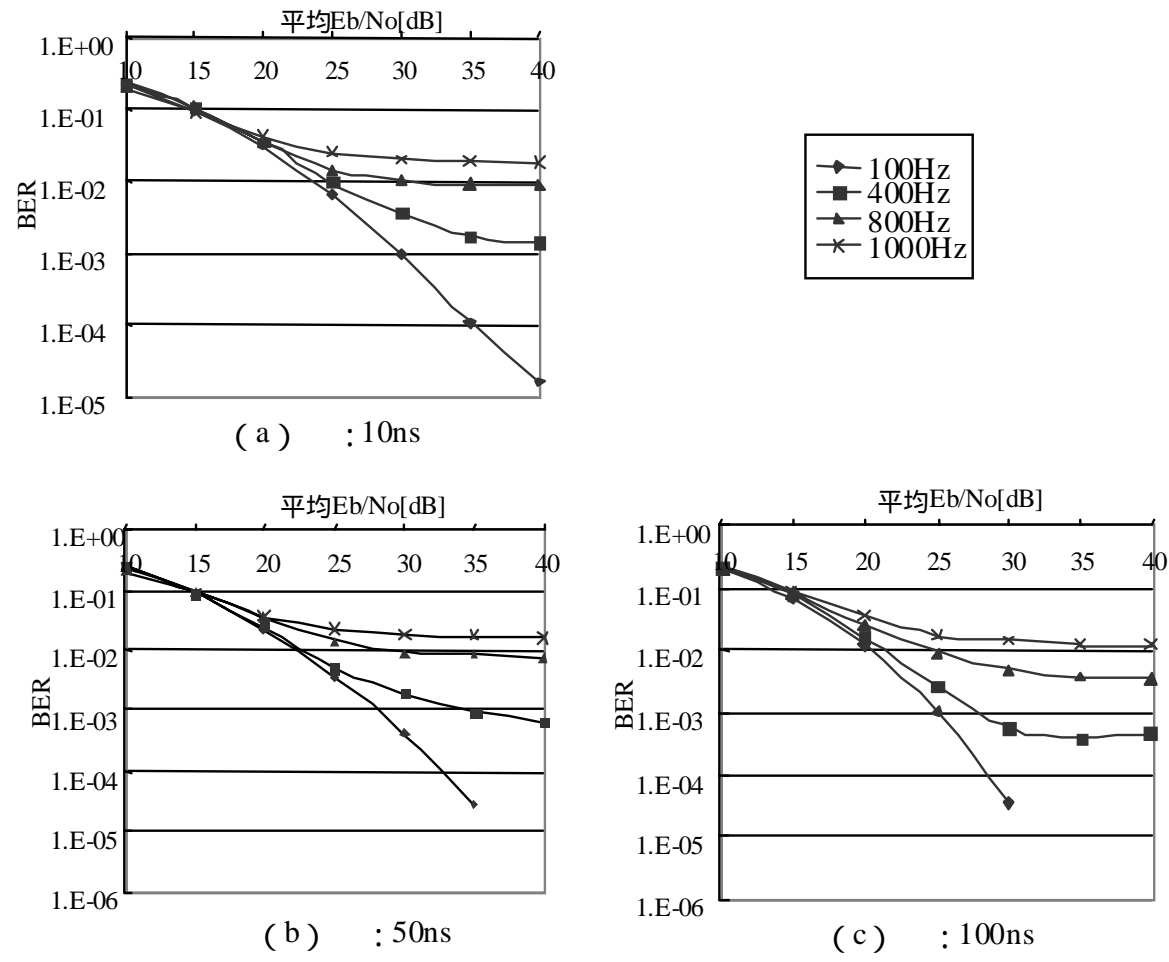 平均Eb/No[dB]
1.E+00
10 15 20 25 30 35 40
1.E-01
1.E-02
BER
1.E-03
1.E-04
1.E-05
(a) :10ns
100Hz
400Hz
800Hz
1000Hz
平均Eb/No[dB]
1.E+00
10 15 20 25 30 35 40
1.E-01
1.E-02
BER
1.E-03
1.E-04
1.E-05
1.E-06
(b) :50ns
平均Eb/No[dB]
1.E+00
10 15 20 25 30 35 40
1.E-01
1.E-02
BER
1.E-03
1.E-04
1.E-05
1.E-06
(c) :100ns